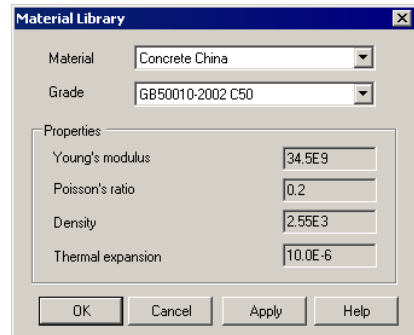 Material Library
Material Concrete China
Grade GB50010-2002 C50
Properties
Young's modulus 34.5E9
Poisson's ratio 0.2
Density 2.55E3
Thermal expansion 10.0E-6
OK Cancel Apply Help